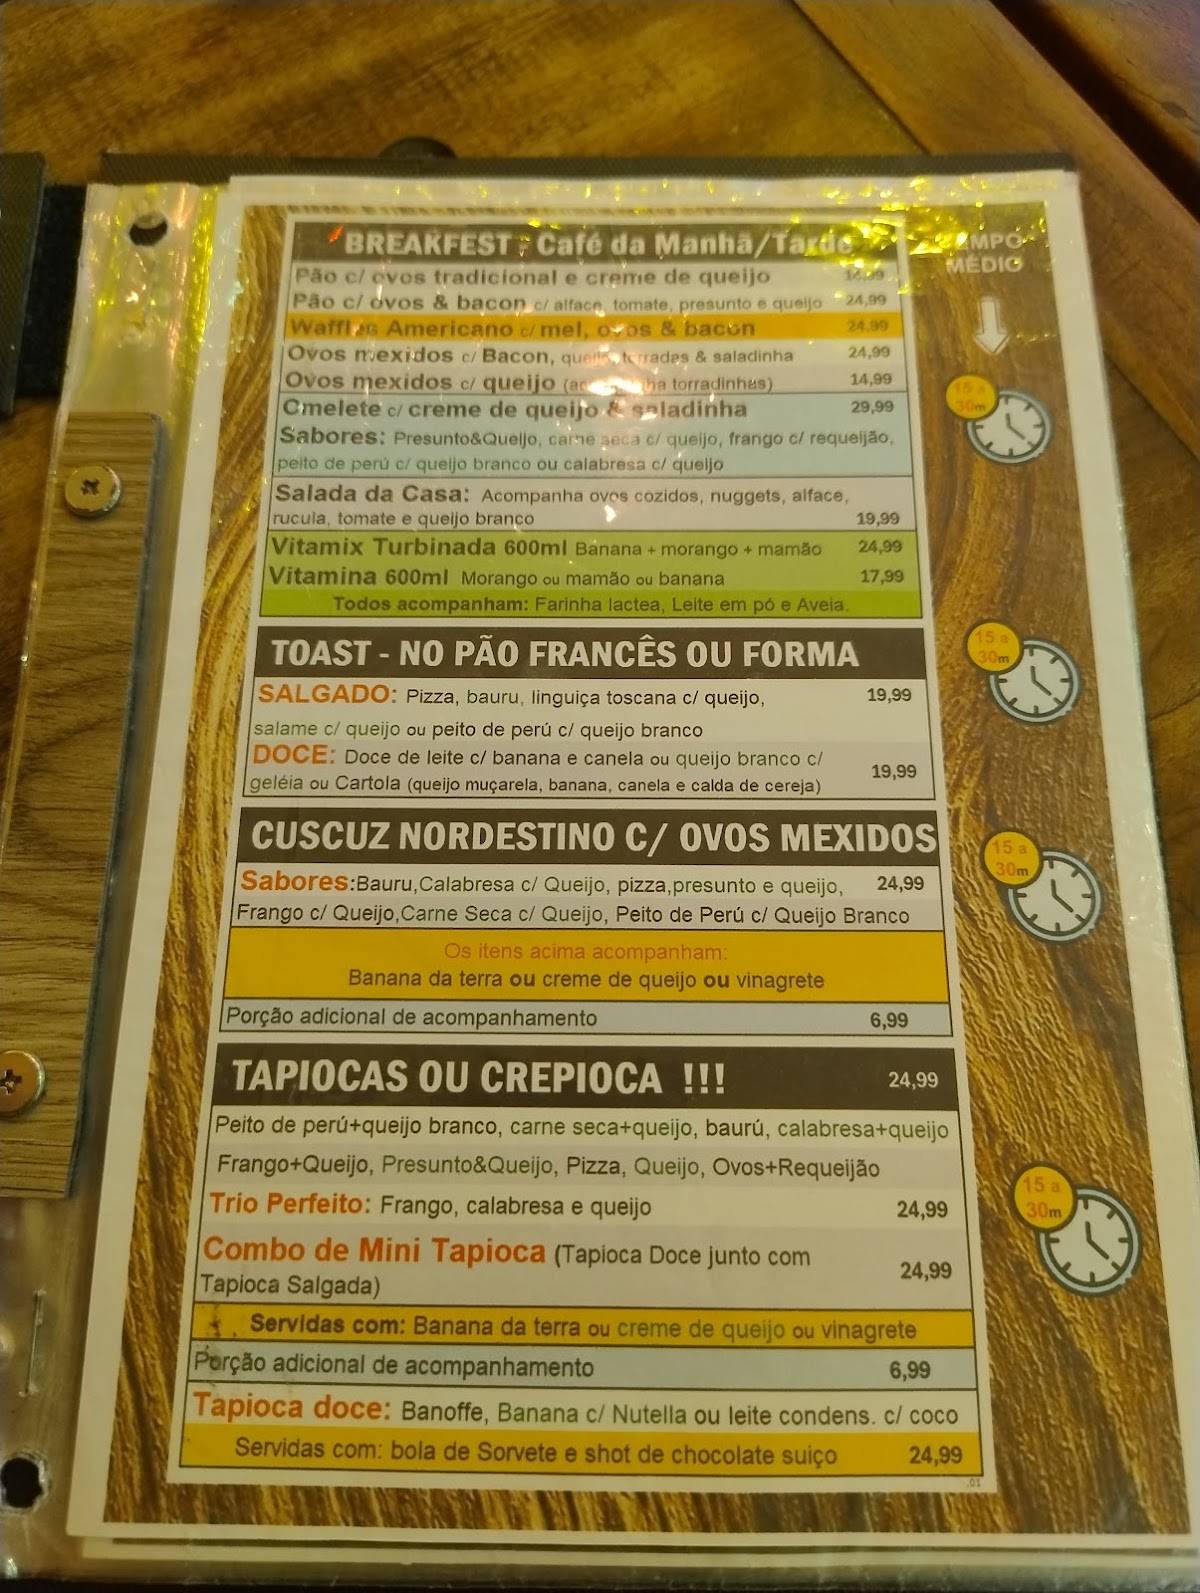 BREAKFEST - Café da Manhã/Tarde
Pão c/ ovos tradicional e creme de queijo
Pão c/ ovos & bacon c/ alface, tomate, presunto e queijo 24,99
Waffles Americano c/ mel, ovos & bacon 24,99
Ovos mexidos c/ Bacon, queijo, torradas & saladinha 24,99
Ovos mexidos c/ queijo (acompanha torradinhas) 14,99
Omelete c/ creme de queijo & saladinha 29,99
Sabores: Presunto&Queijo, carne seca c/ queijo, frango c/ requeijão,
peito de perú c/ queijo branco ou calabresa c/ queijo
Salada da Casa: Acompanha ovos cozidos, nuggets, alface,
rucula, tomate e queijo branco 19,99
Vitamix Turbinada 600ml Banana + morango + mamão 24,99
Vitamina 600ml Morango ou mamão ou banana 17,99
Todos acompanham: Farinha lactea, Leite em pó e Aveia.
TOAST - NO PÃO FRANCÊS OU FORMA
SALGADO: Pizza, bauru, linguiça toscana c/ queijo, 19,99
salame c/ queijo ou peito de perú c/ queijo branco
DOCE: Doce de leite c/ banana e canela ou queijo branco c/
geléia ou Cartola (queijo muçarela, banana, canela e calda de cereja) 19,99
CUSCUZ NORDESTINO C/ OVOS MEXIDOS
Sabores:Bauru,Calabresa c/ Queijo, pizza,presunto e queijo, 24,99
Frango c/ Queijo,Carne Seca c/ Queijo, Peito de Perú c/ Queijo Branco
Os itens acima acompanham:
Banana da terra ou creme de queijo ou vinagrete
Porção adicional de acompanhamento 6,99
TAPIOCAS OU CREPIOCA !!! 24,99
Peito de perú+queijo branco, carne seca+queijo, baurú, calabresa+queijo
Frango+Queijo, Presunto&Queijo, Pizza, Queijo, Ovos+Requeijão
Trio Perfeito: Frango, calabresa e queijo 24,99
Combo de Mini Tapioca (Tapioca Doce junto com
Tapioca Salgada) 24,99
Servidas com: Banana da terra ou creme de queijo ou vinagrete
Porção adicional de acompanhamento 6,99
Tapioca doce: Banoffe, Banana c/ Nutella ou leite condens. c/ coco
Servidas com: bola de Sorvete e shot de chocolate suiço 24,99
.01
MÉDIO
15 a
30m
15 a
30m
15 a
30m
15 a
30m